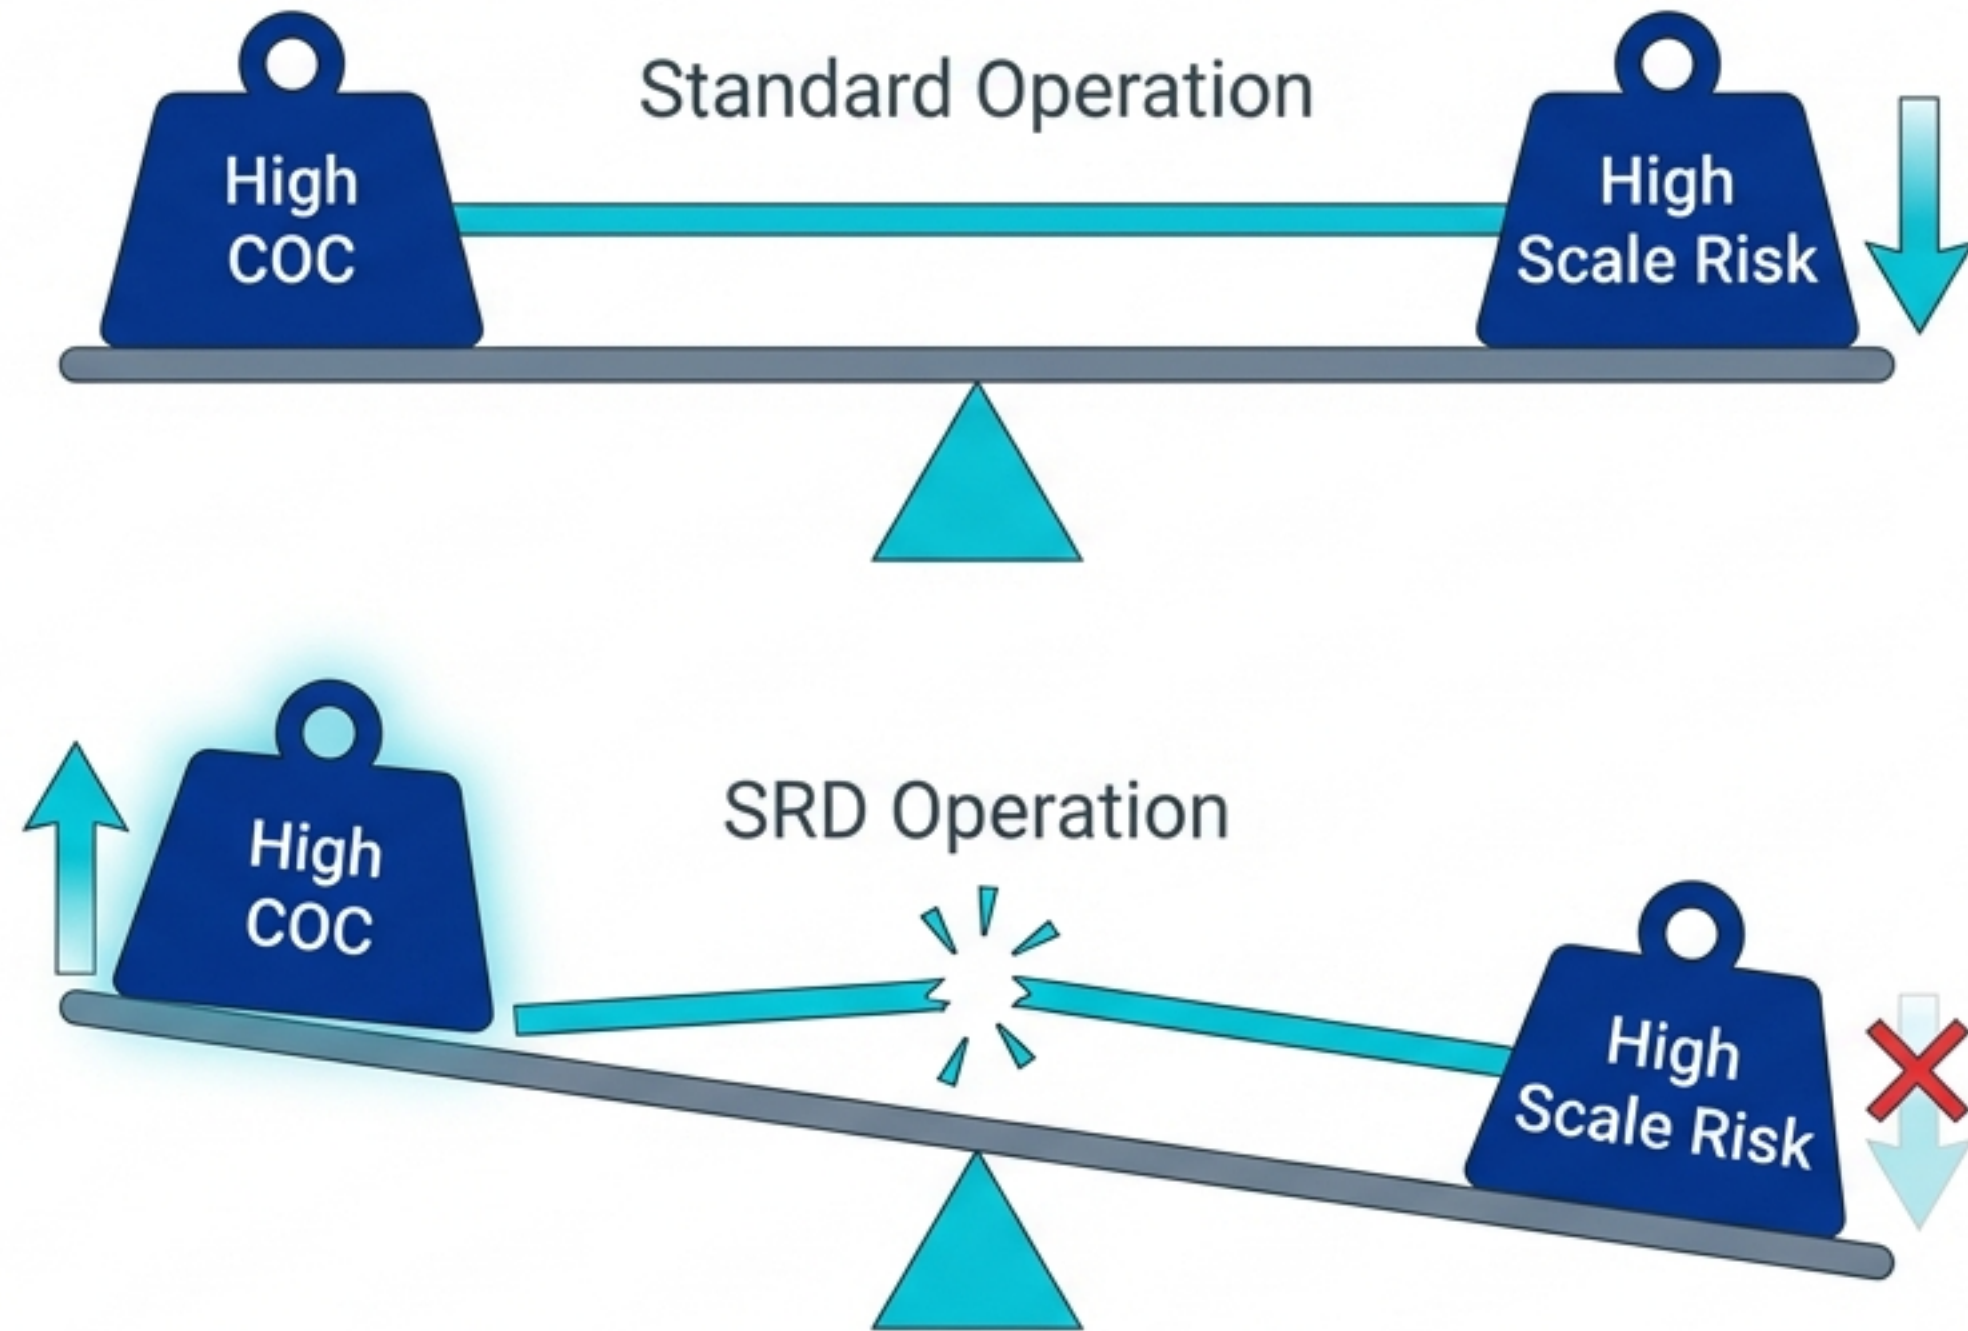 Standard Operation
High
COC
High
Scale Risk
SRD Operation
High
COC
High
Scale Risk